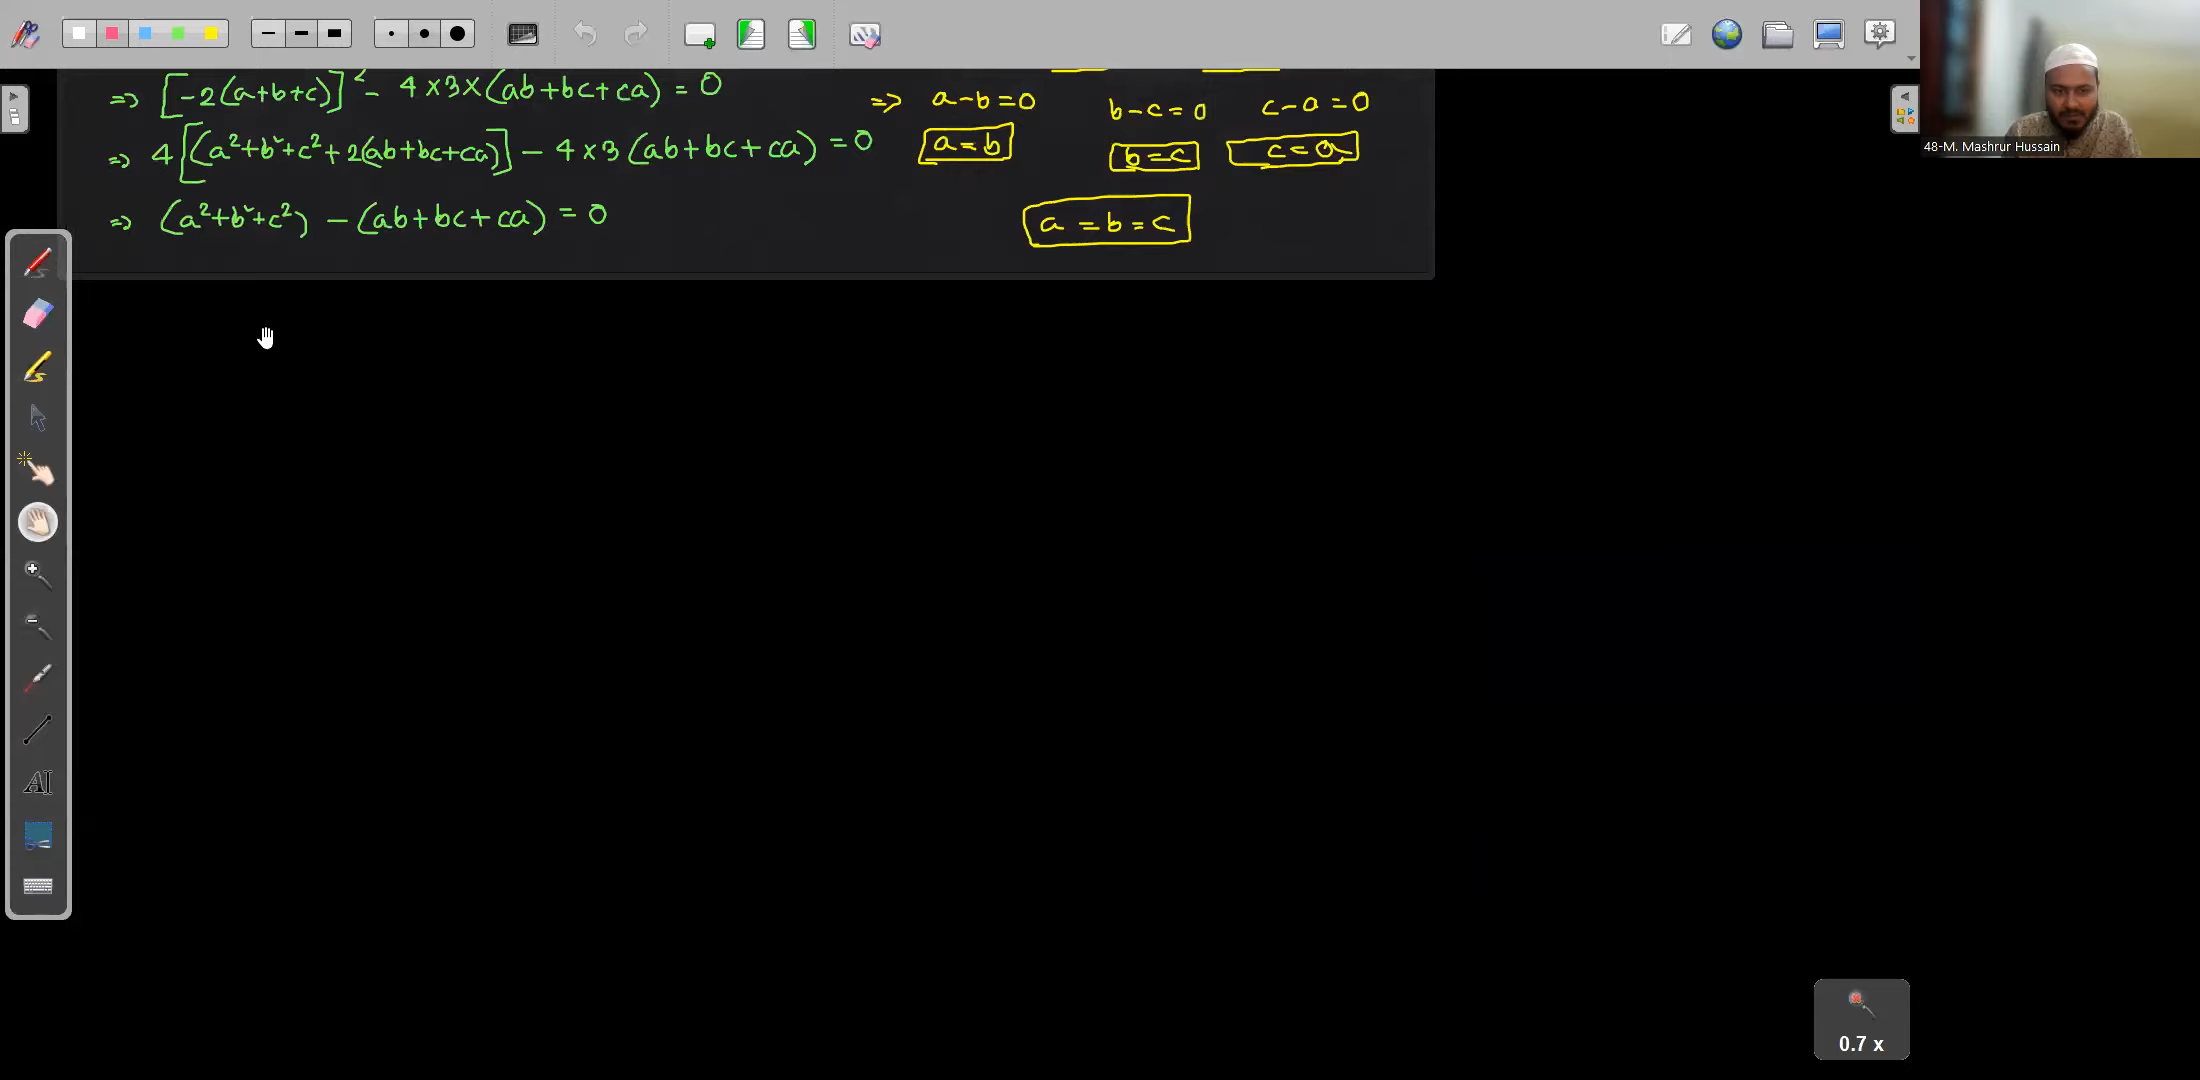 => [-2(a+b+c)]² - 4×3×(ab+bc+ca) = 0
=> 4[(a²+b²+c²+2(ab+bc+ca)] - 4×3(ab+bc+ca) = 0
=> (a²+b²+c²) - (ab+bc+ca) = 0
=> a-b=0 b-c=0 c-a=0
a=b b=c c=a
a=b=c
48-M. Mashrur Hussain
AI
0.7 x